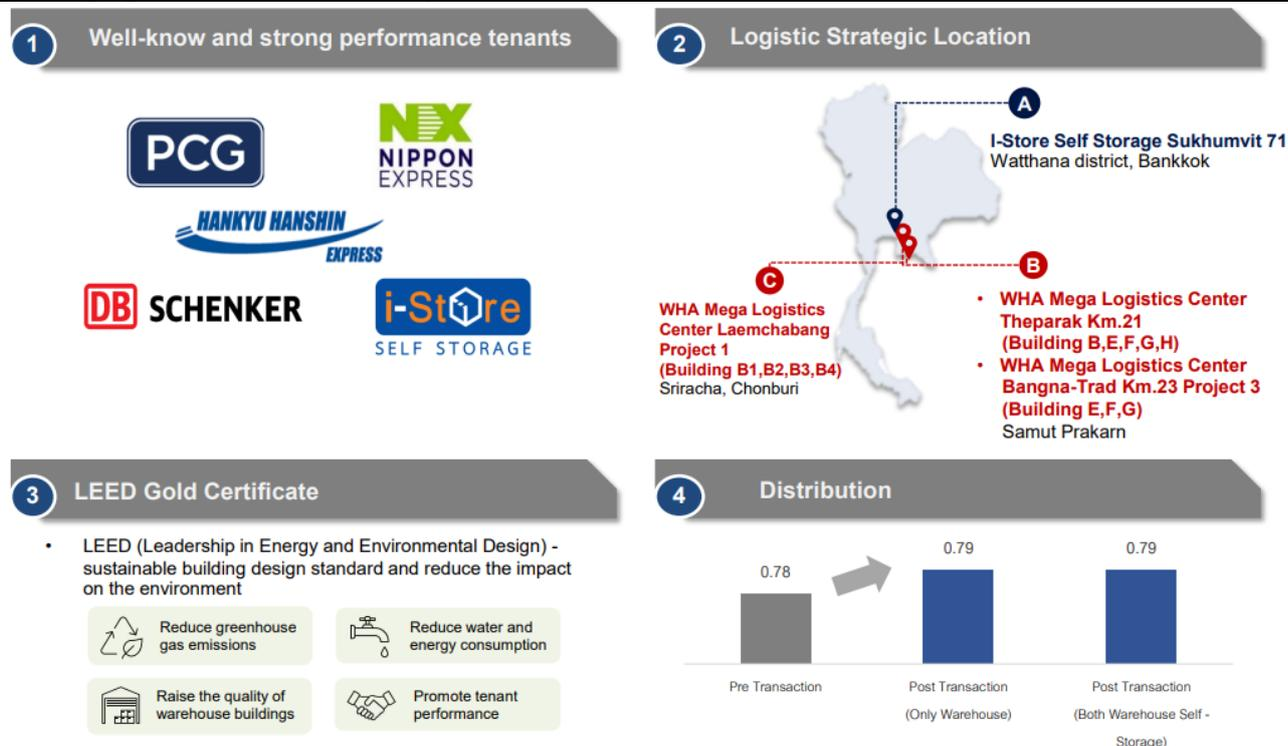 1
Well-know and strong performance tenants
PCG
NX
NIPPON
EXPRESS
HANKYU HANSHIN
EXPRESS
DB SCHENKER
i-Store
SELF STORAGE
2
Logistic Strategic Location
A
I-Store Self Storage Sukhumvit 71
Watthana district, Bankkok
B
• WHA Mega Logistics Center
Theparak Km.21
(Building B,E,F,G,H)
• WHA Mega Logistics Center
Bangna-Trad Km.23 Project 3
(Building E,F,G)
Samut Prakarn
C
WHA Mega Logistics
Center Laemchabang
Project 1
(Building B1,B2,B3,B4)
Sriracha, Chonburi
3
LEED Gold Certificate
• LEED (Leadership in Energy and Environmental Design) -
sustainable building design standard and reduce the impact
on the environment
Reduce greenhouse
gas emissions
Reduce water and
energy consumption
Raise the quality of
warehouse buildings
Promote tenant
performance
4
Distribution
0.78
0.79
0.79
Pre Transaction
Post Transaction
(Only Warehouse)
Post Transaction
(Both Warehouse Self -
Storage)